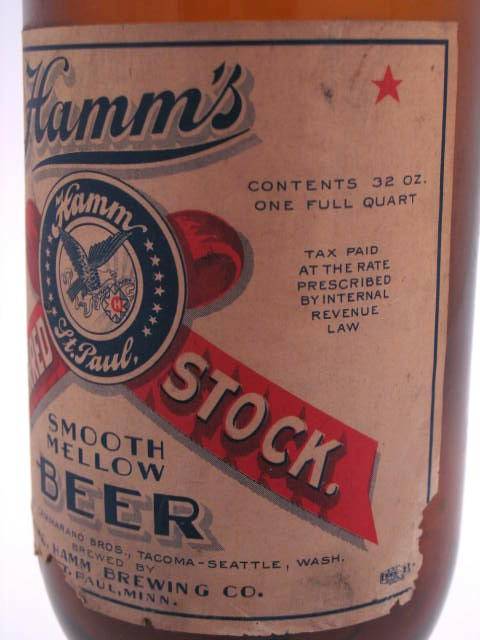 Hamm's
CONTENTS 32 OZ.
ONE FULL QUART
Hamm
St. Paul,
TAX PAID
AT THE RATE
PRESCRIBED
BY INTERNAL
REVENUE
LAW
RED
STOCK.
SMOOTH
MELLOW
BEER
CAMMARANO BROS., TACOMA-SEATTLE, WASH.
BREWED BY
HAMM BREWING CO.
ST. PAUL, MINN.